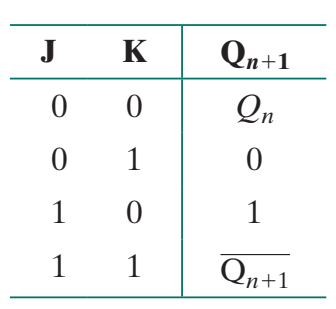 J K Qₙ₊₁
0 0 Qₙ
0 1 0
1 0 1
1 1 Q̅ₙ₊₁